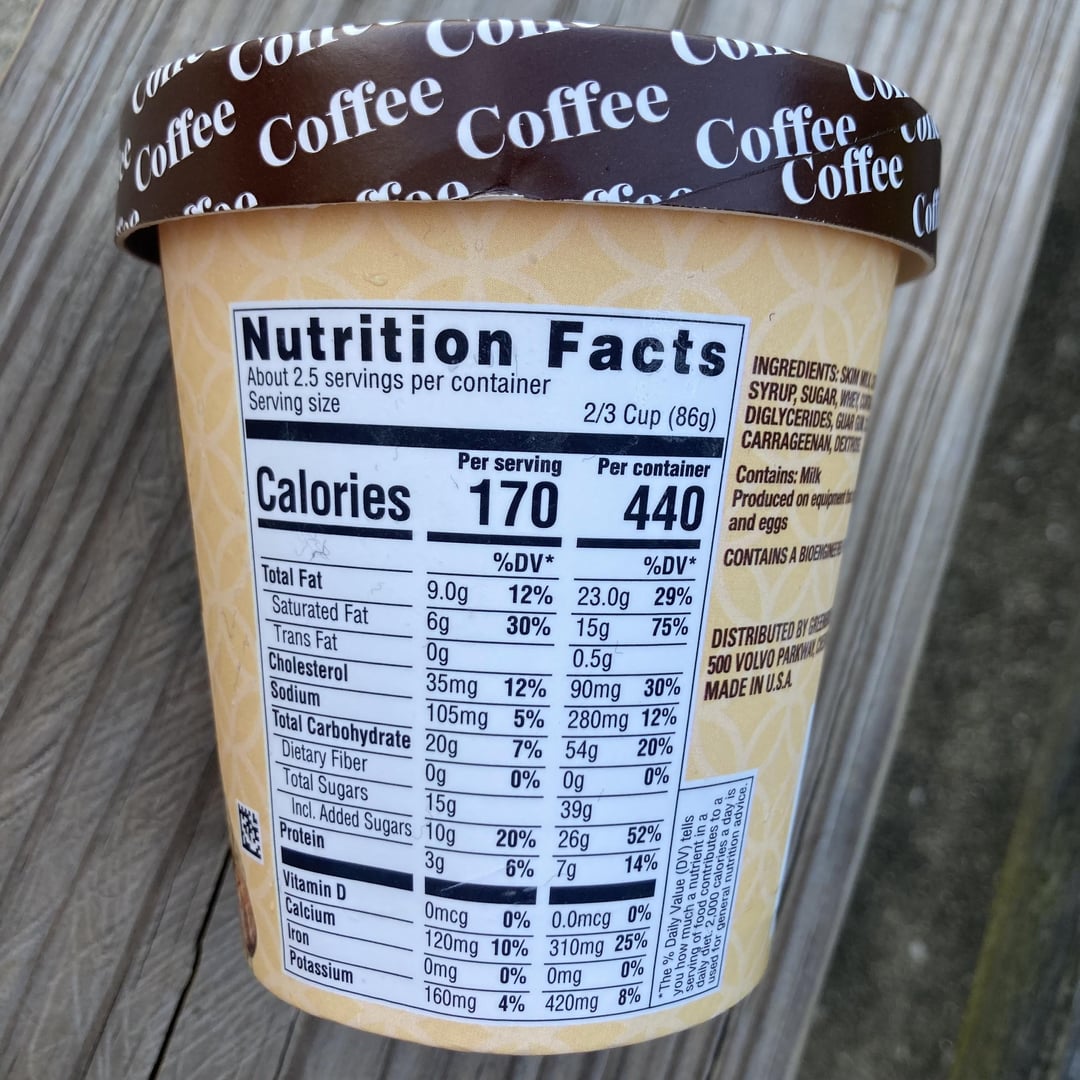 Coffee
Coffee Coffee Coffee Coffee
Coffee
Nutrition Facts
About 2.5 servings per container
Serving size 2/3 Cup (86g)
Per serving Per container
Calories 170 440
%DV* %DV*
Total Fat 9.0g 12% 23.0g 29%
Saturated Fat 6g 30% 15g 75%
Trans Fat 0g 0.5g
Cholesterol 35mg 12% 90mg 30%
Sodium 105mg 5% 280mg 12%
Total Carbohydrate 20g 7% 54g 20%
Dietary Fiber 0g 0% 0g 0%
Total Sugars 15g 39g
Incl. Added Sugars 10g 20% 26g 52%
Protein 3g 6% 7g 14%
Vitamin D 0mcg 0% 0.0mcg 0%
Calcium 120mg 10% 310mg 25%
Iron 0mg 0% 0mg 0%
Potassium 160mg 4% 420mg 8%
*The % Daily Value (DV) tells
you how much a nutrient in a
serving of food contributes to a
daily diet. 2,000 calories a day is
used for general nutrition advice.
INGREDIENTS: SKIM
SYRUP, SUGAR, WHEY,
DIGLYCERIDES, GUAR
CARRAGEENAN, DEXTROSE
Contains: Milk
Produced on equipment
and eggs
CONTAINS A
DISTRIBUTED BY
500 VOLVO PARKWAY,
MADE IN U.S.A.